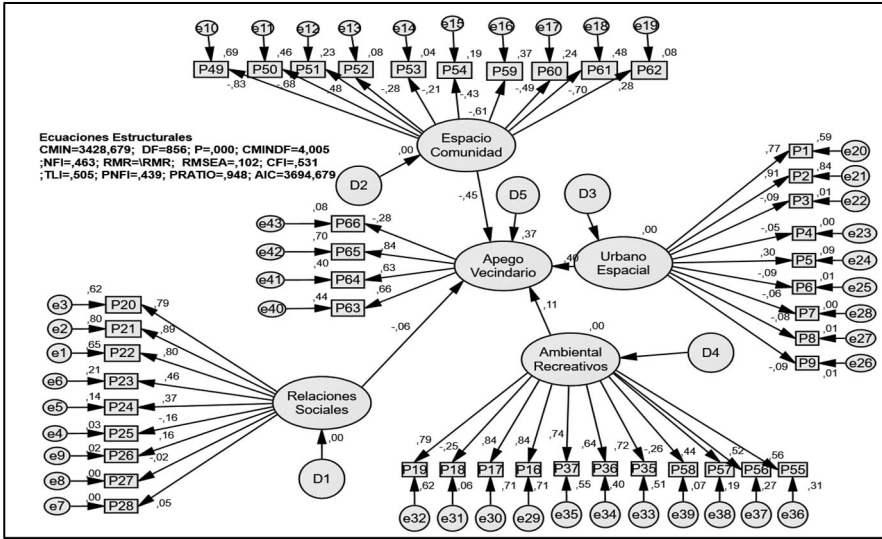 e10 e11 e12 e13 e14 e15 e16 e17 e18 e19
,69 ,46 ,23 ,08 ,04 ,19 ,37 ,24 ,48 ,08
P49 P50 P51 P52 P53 P54 P59 P60 P61 P62
-,83 -,68 ,48 -,28 -,21 -,43 -,61 -,49 -,70 ,28
Ecuaciones Estructurales
CMIN=3428,679; DF=856; P=,000; CMINDF=4,005
;NFI=,463; RMR=\RMR; RMSEA=,102; CFI=,531
;TLI=,505; PNFI=,439; PRATIO=,948; AIC=3694,679
Espacio
Comunidad
,00
D2
-,45
D5
D3
,37
Apego
Vecindario
,40
,00
Urbano
Espacial
,77 P1 ,59 e20
,91 P2 ,84 e21
-,09 P3 ,01 e22
-,05 P4 ,00 e23
,30 P5 ,09 e24
-,09 P6 ,01 e25
-,06 P7 ,00 e28
-,08 P8 ,01 e27
-,09 P9 ,01 e26
e43 ,08 P66 -,28
e42 ,70 P65 ,84
e41 ,40 P64 ,63
e40 ,44 P63 ,66
-,06
,11
e3 ,62 P20 ,79
e2 ,80 P21 ,89
e1 ,65 P22 ,80
e6 ,21 P23 ,46
e5 ,14 P24 ,37
e4 ,03 P25 -,16
e9 ,02 P26 ,16
e8 ,00 P27 -,02
e7 ,00 P28 ,05
Relaciones
Sociales
,00
D1
,00
Ambiental
Recreativos
D4
,79 -,25 ,84 ,84 ,74 ,64 ,72 -,26 ,44 ,52 ,56
P19 P18 P17 P16 P37 P36 P35 P58 P57 P56 P55
,62 ,06 ,71 ,71 ,55 ,40 ,51 ,07 ,19 ,27 ,31
e32 e31 e30 e29 e35 e34 e33 e39 e38 e37 e36